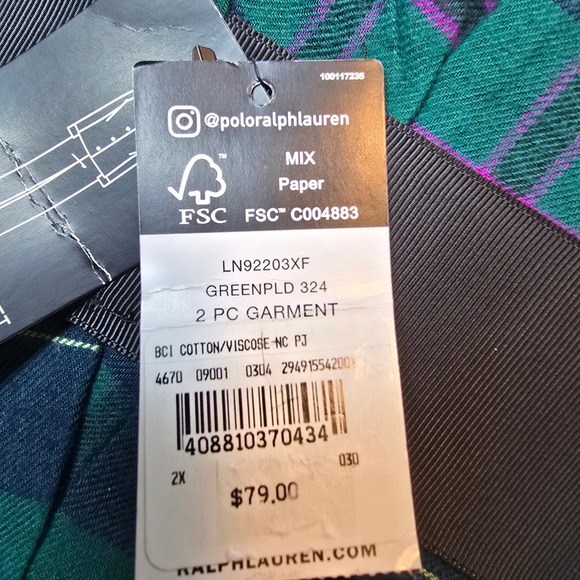 100117235
@poloralphlauren
MIX
Paper
FSC
FSC™ C004883
LN92203XF
GREENPLD 324
2 PC GARMENT
BCI COTTON/VISCOSE-NC PJ
4670 09001 0304 29491554200
408810370434
2X 030
$79.00
RALPHLAUREN.COM